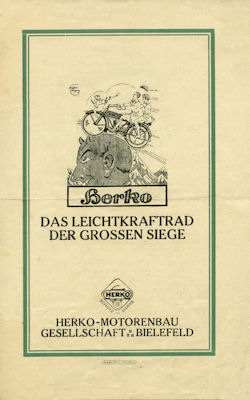 Herko
DAS LEICHTKRAFTRAD
DER GROSSEN SIEGE
HERKO
HERKO-MOTORENBAU
GESELLSCHAFT M.B.H. BIELEFELD